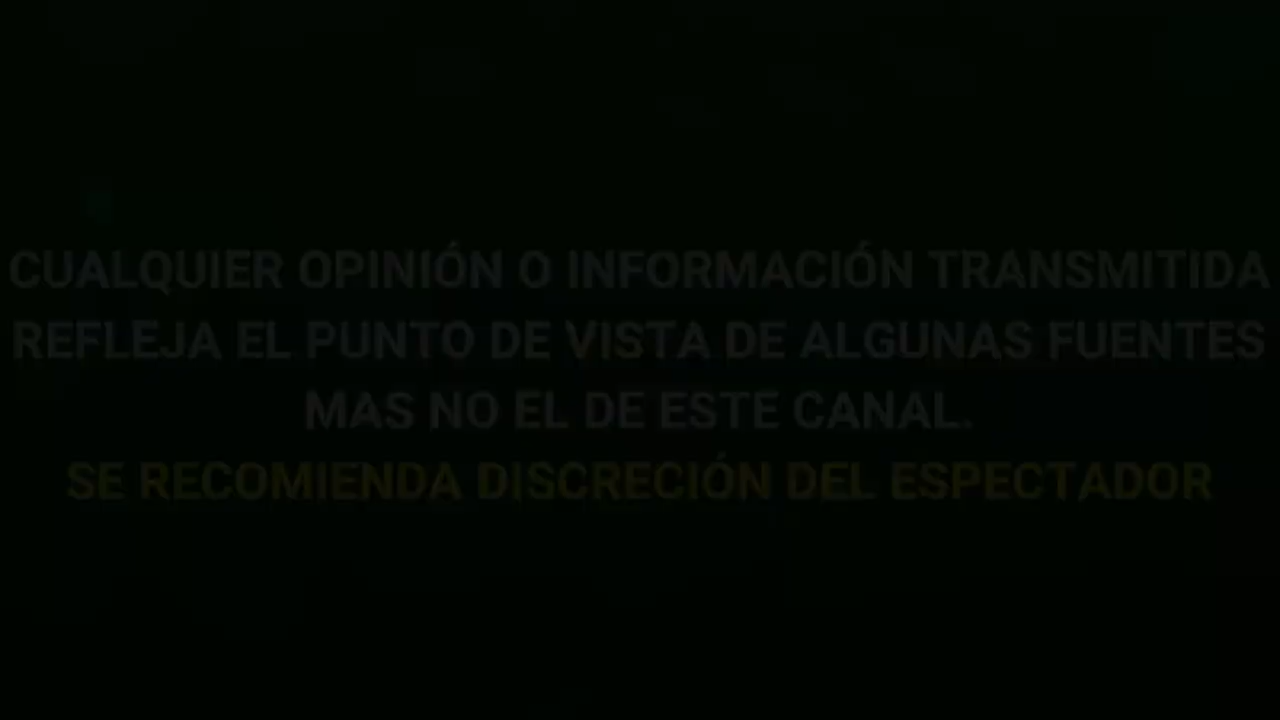 CUALQUIER OPINIÓN O INFORMACIÓN TRANSMITIDA
REFLEJA EL PUNTO DE VISTA DE ALGUNAS FUENTES
MAS NO EL DE ESTE CANAL.
SE RECOMIENDA DISCRECIÓN DEL ESPECTADOR